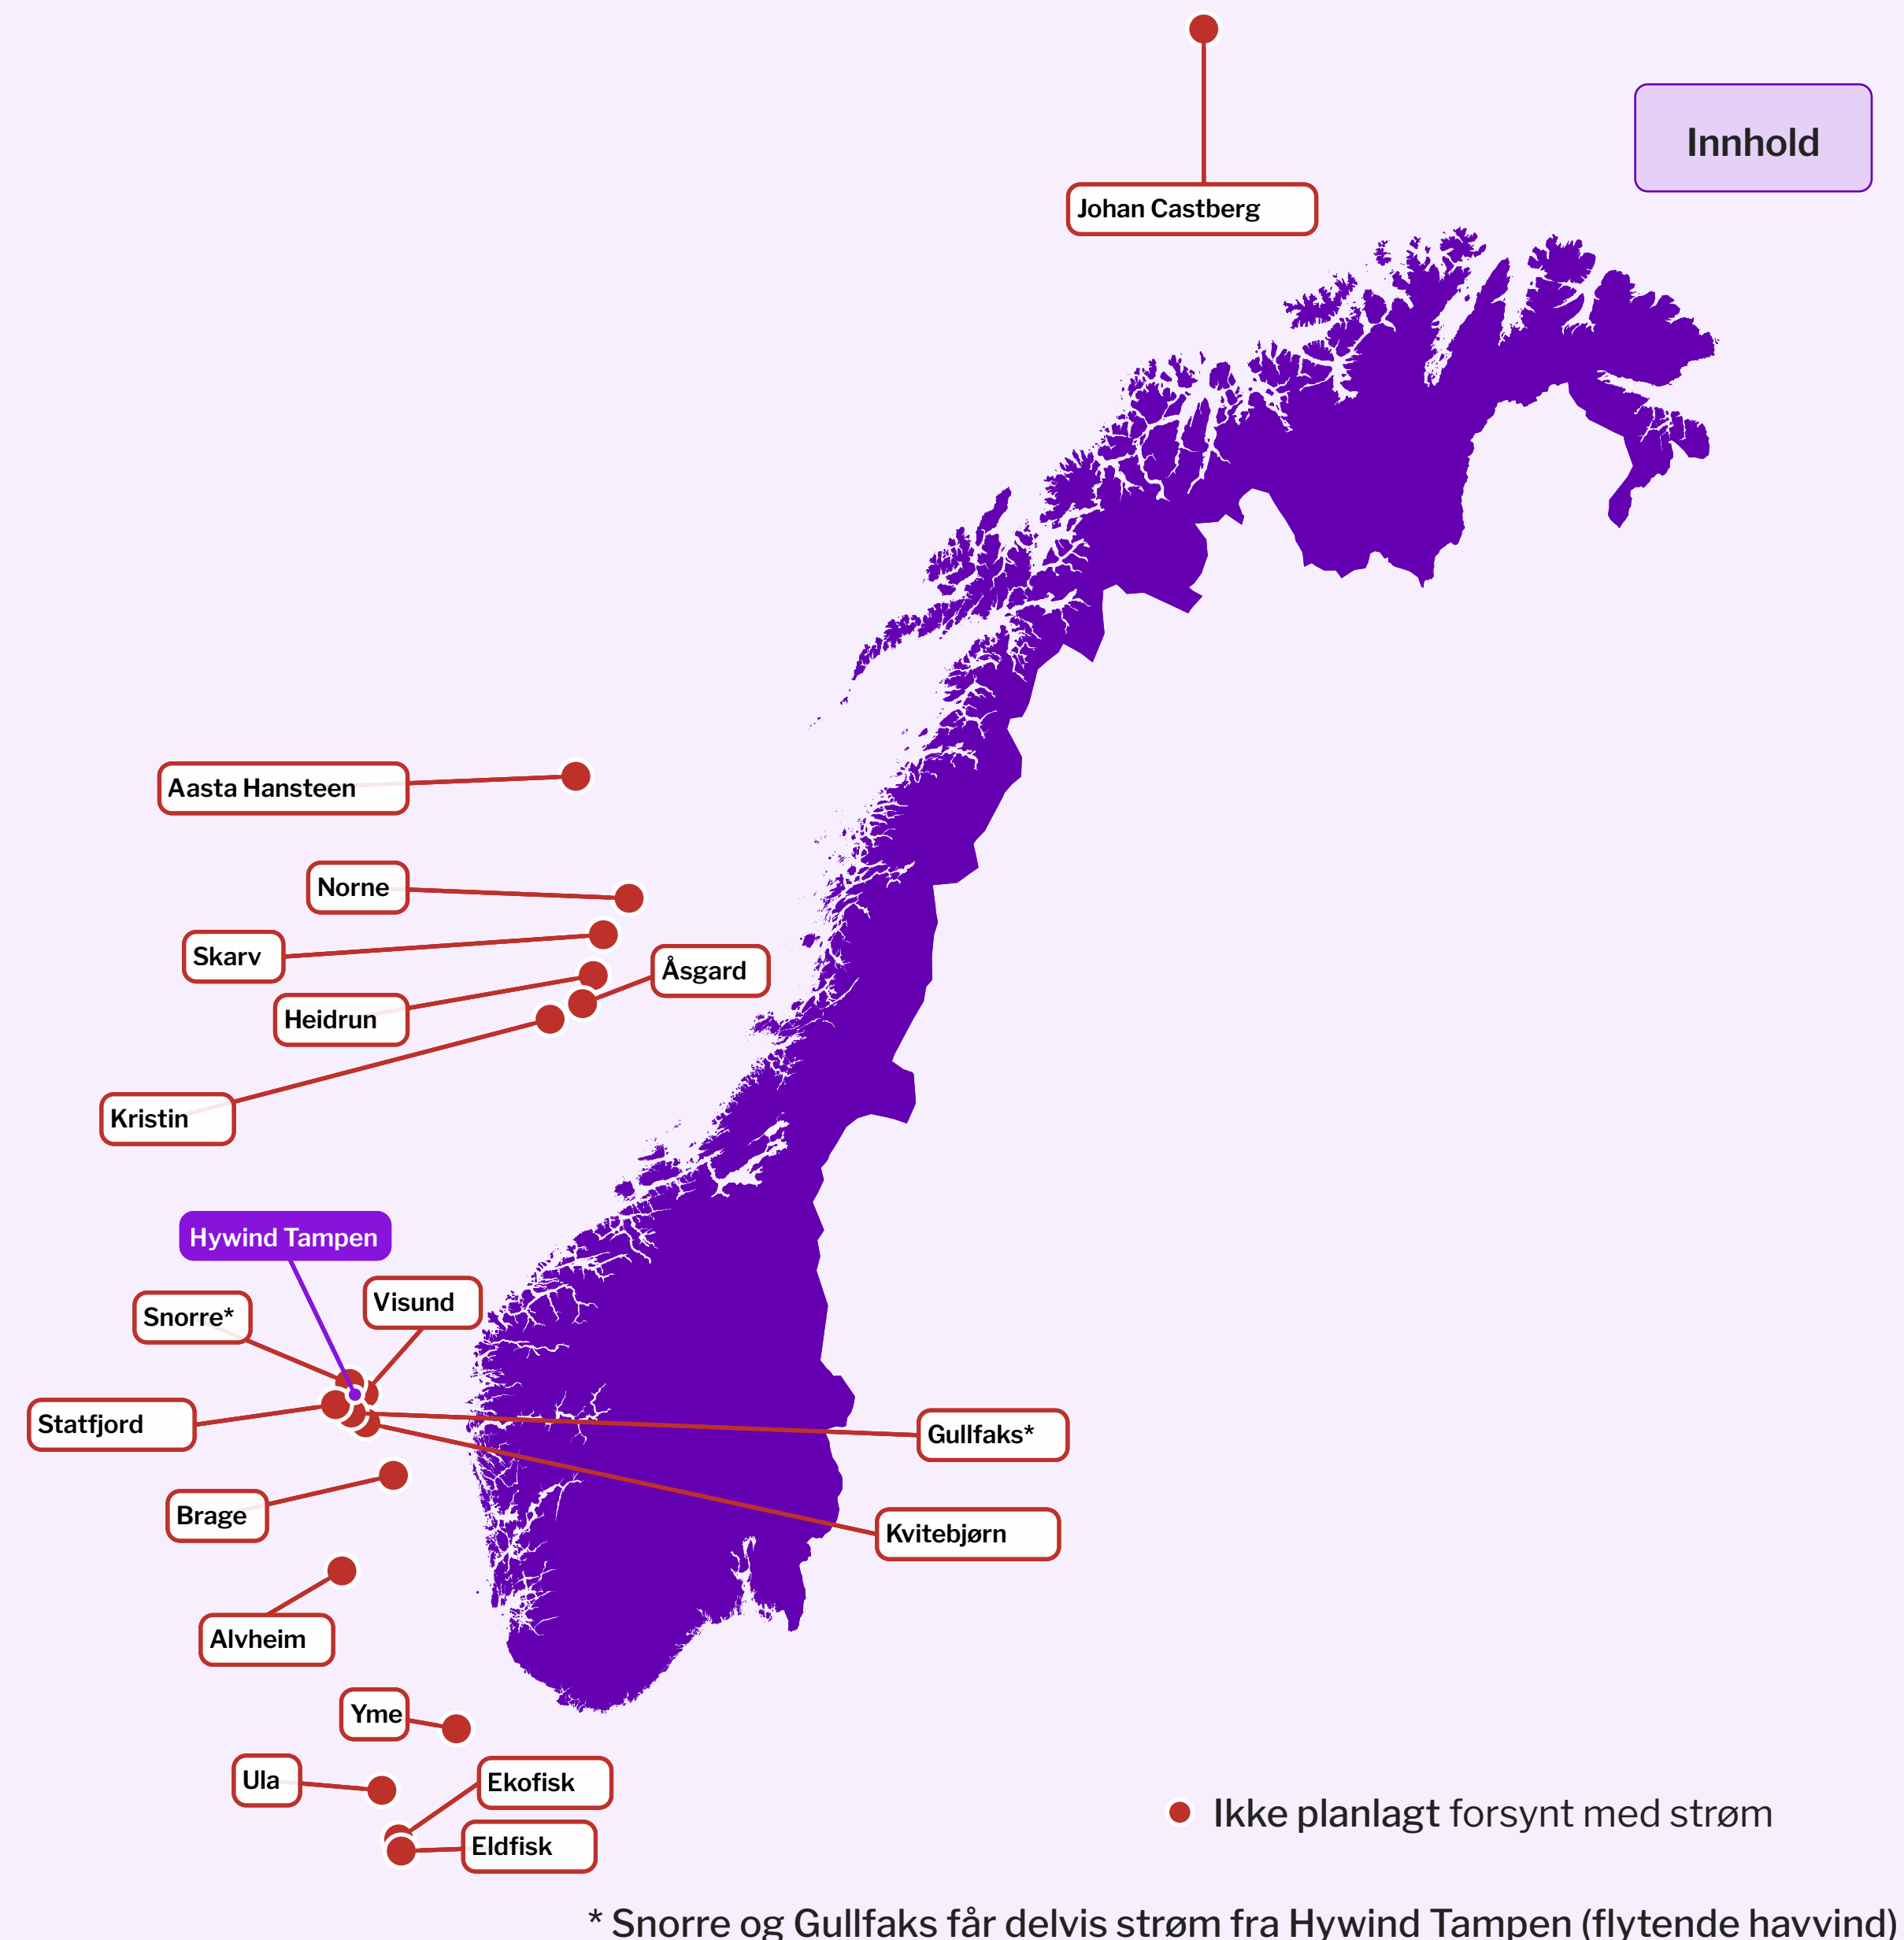 Innhold
Johan Castberg
Aasta Hansteen
Norne
Skarv
Åsgard
Heidrun
Kristin
Hywind Tampen
Visund
Snorre*
Statfjord
Gullfaks*
Brage
Kvitebjørn
Alvheim
Yme
Ula
Ekofisk
Eldfisk
Ikke planlagt forsynt med strøm
* Snorre og Gullfaks får delvis strøm fra Hywind Tampen (flytende havvind)